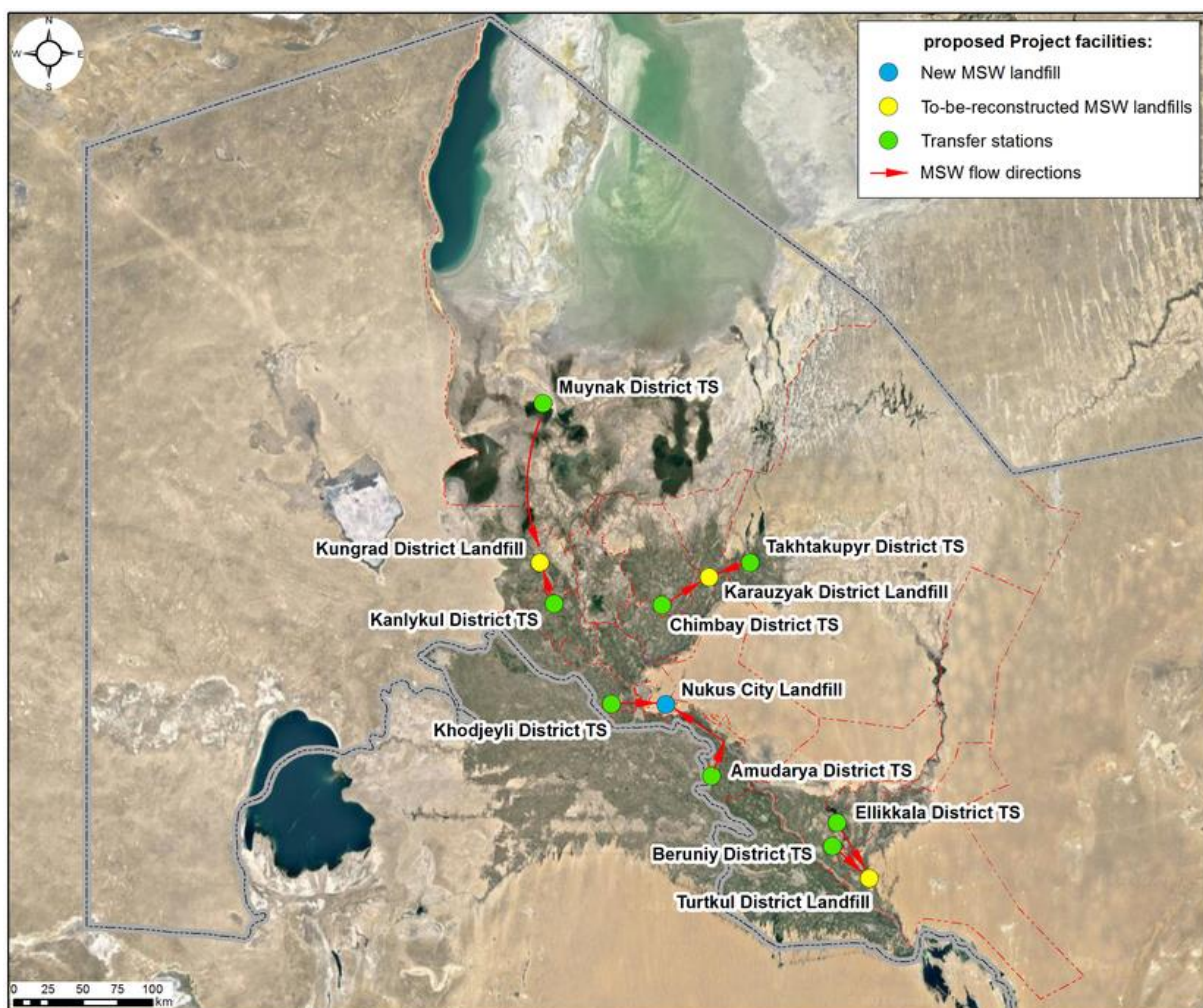 N
W E
S
proposed Project facilities:
New MSW landfill
To-be-reconstructed MSW landfills
Transfer stations
MSW flow directions
Muynak District TS
Kungrad District Landfill
Takhtakupyr District TS
Karauzyak District Landfill
Kanlykul District TS
Chimbay District TS
Nukus City Landfill
Khodjeyli District TS
Amudarya District TS
Ellikkala District TS
Beruniy District TS
Turtkul District Landfill
0 25 50 75 100
km